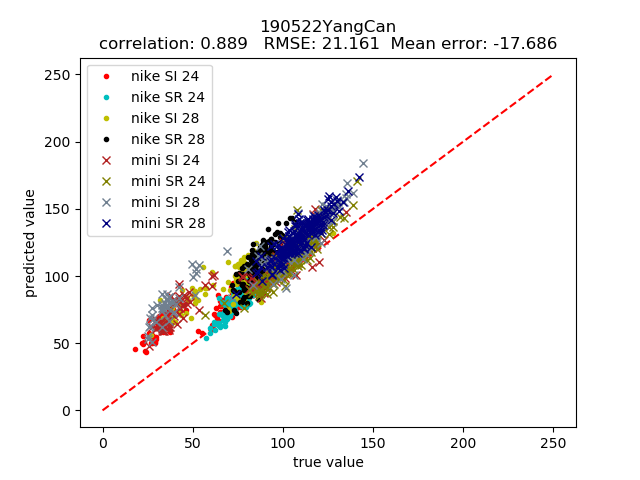 190522YangCan
correlation: 0.889   RMSE: 21.161  Mean error: -17.686
nike SI 24
nike SR 24
nike SI 28
nike SR 28
mini SI 24
mini SR 24
mini SI 28
mini SR 28
predicted value
250
200
150
100
50
0
0 50 100 150 200 250
true value